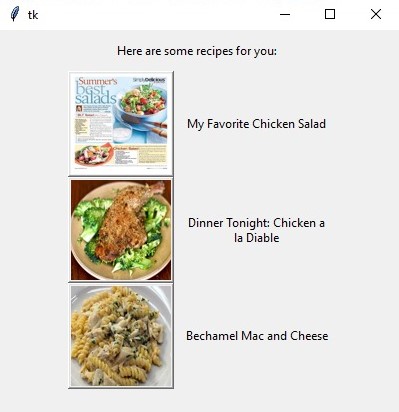 tk
Here are some recipes for you:
Summer's
best
salads
Simply Delicious
My Favorite Chicken Salad
Dinner Tonight: Chicken a
la Diable
Bechamel Mac and Cheese